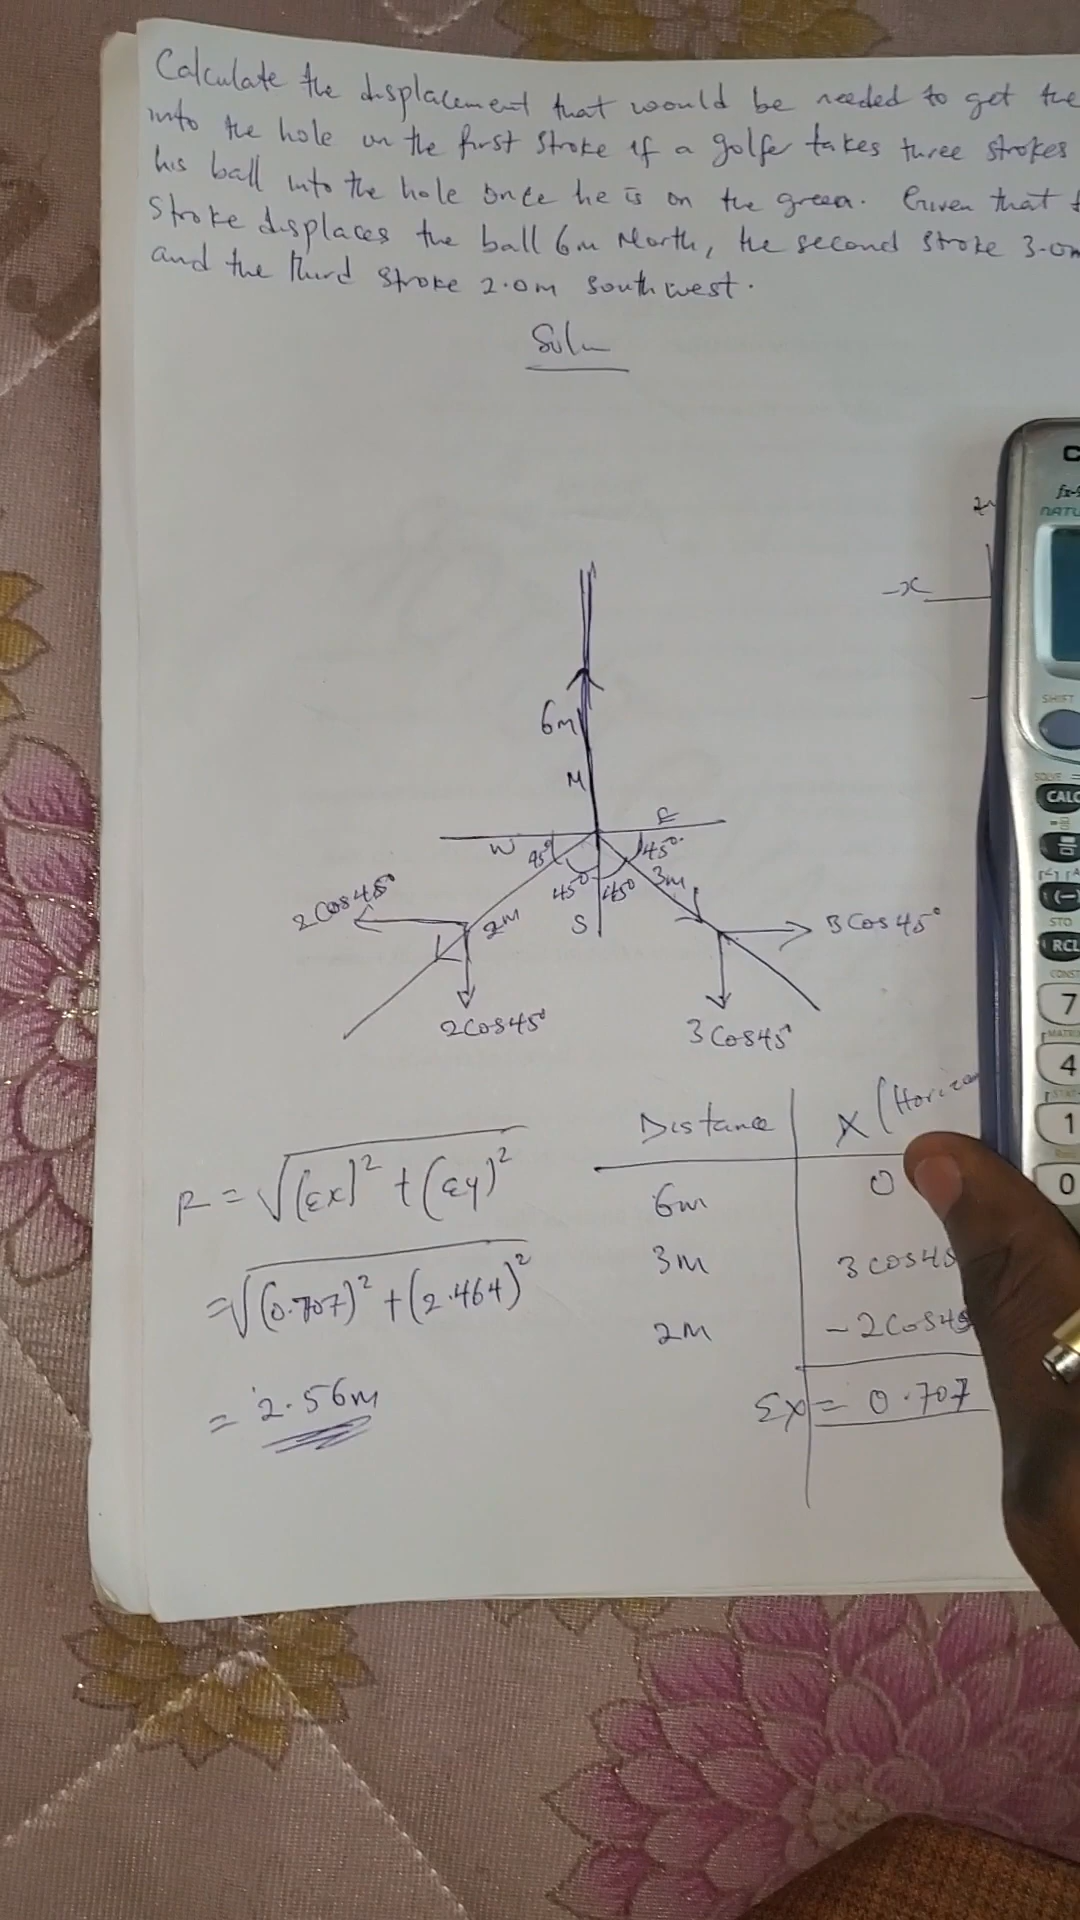 Calculate the displacement that would be needed to get the
into the hole on the first stroke if a golfer takes three strokes
his ball into the hole once he is on the green. Given that
stroke displaces the ball 6m North, the second stroke 3.0m
and the third stroke 2.0m southwest.
Soln
-x
6m
N
W
E
45°
45°
45°
45°
2m
3m
S
2cos45°
3cos45°
2cos45°
3cos45°
Distance
X (Horizon
6m
0
3m
3cos45
2m
-2cos45
Σx = 0.707
R = √(Σx)² + (Σy)²
= √(0.707)² + (2.464)²
= 2.56m
NATU
SHIFT
SOLVE =
CALC
(-)
STO
RCL
CONST
7
MATR
4
1
0